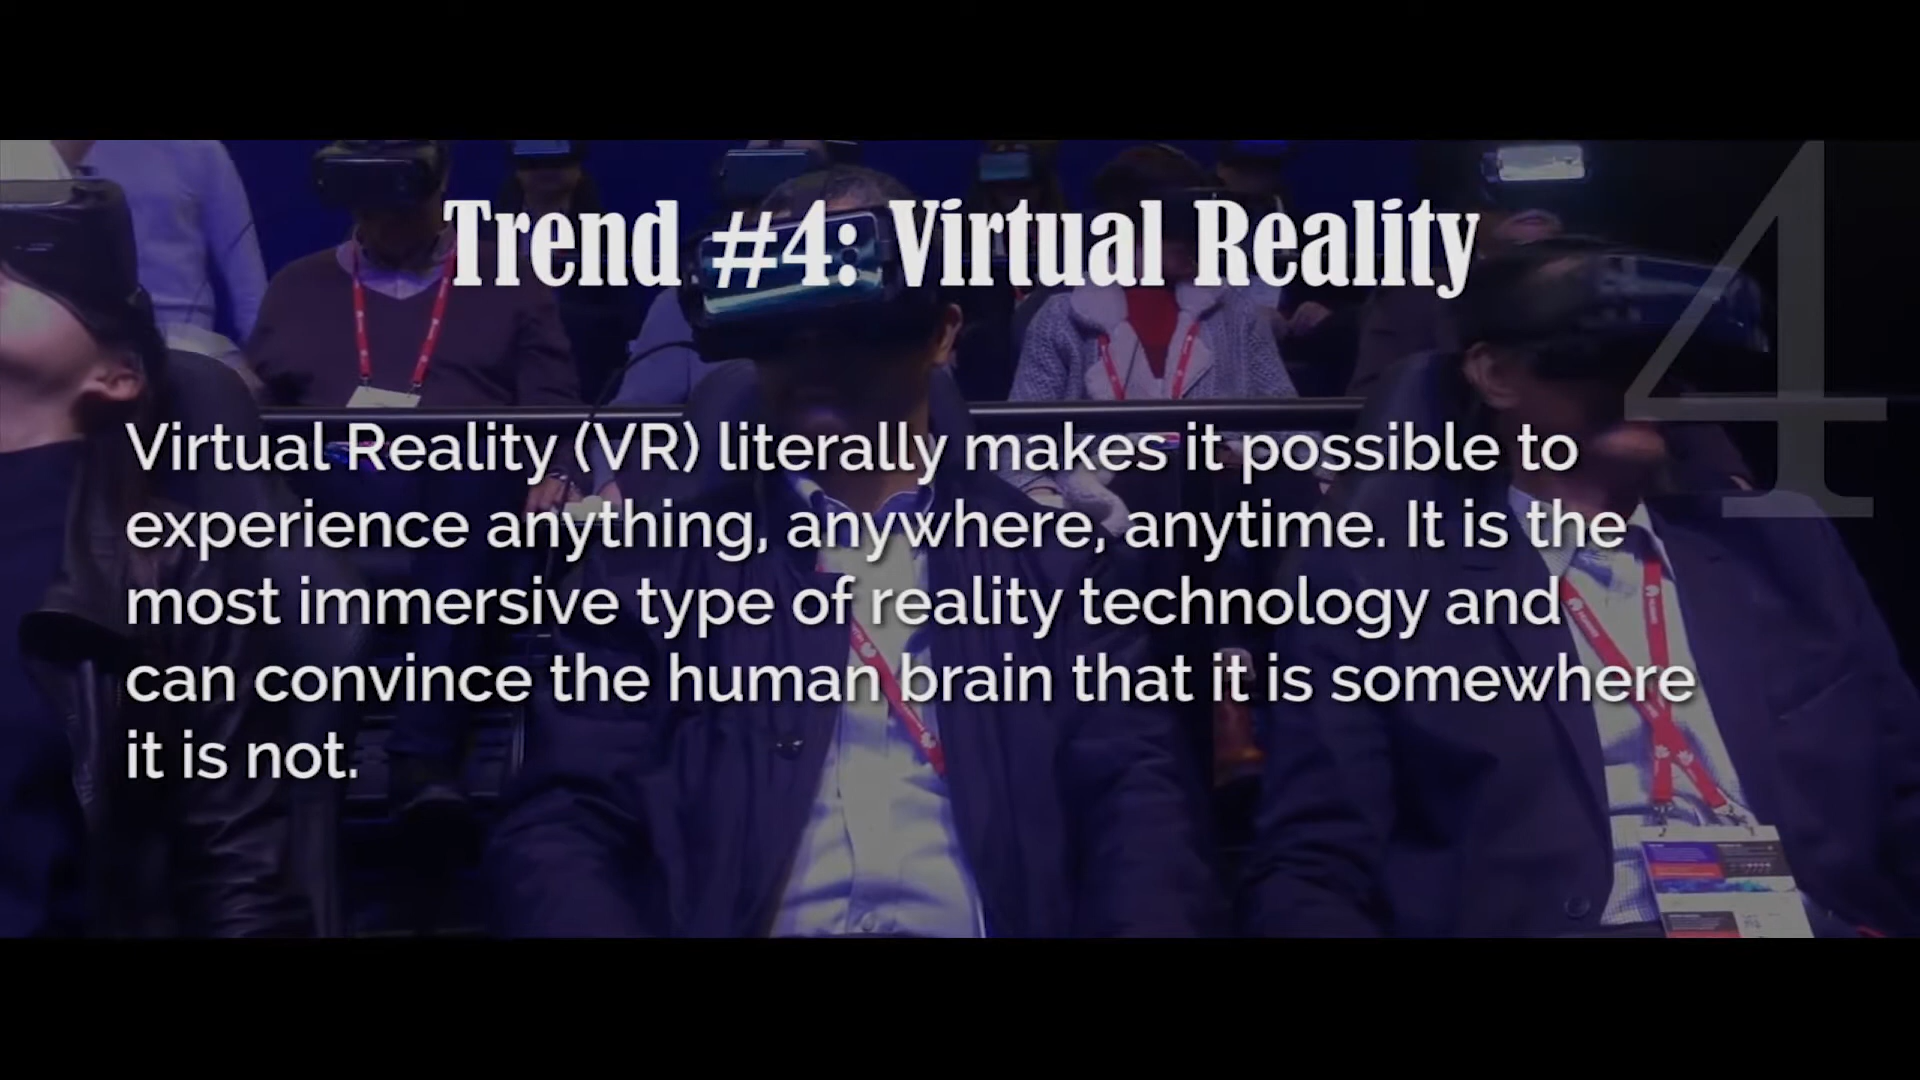 Trend #4: Virtual Reality
4
Virtual Reality (VR) literally makes it possible to
experience anything, anywhere, anytime. It is the
most immersive type of reality technology and
can convince the human brain that it is somewhere
it is not.